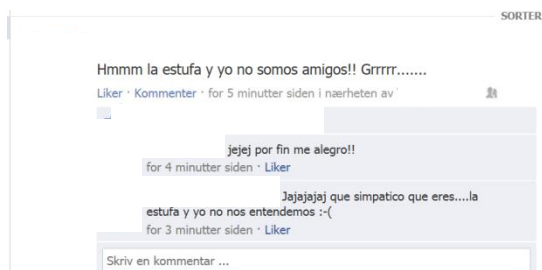 SORTER
Hmmm la estufa y yo no somos amigos!! Grrrrr.......
Liker · Kommenter · for 5 minutter siden i nærheten av
jejej por fin me alegro!!
for 4 minutter siden · Liker
Jajajajaj que simpatico que eres....la
estufa y yo no nos entendemos :-(
for 3 minutter siden · Liker
Skriv en kommentar ...